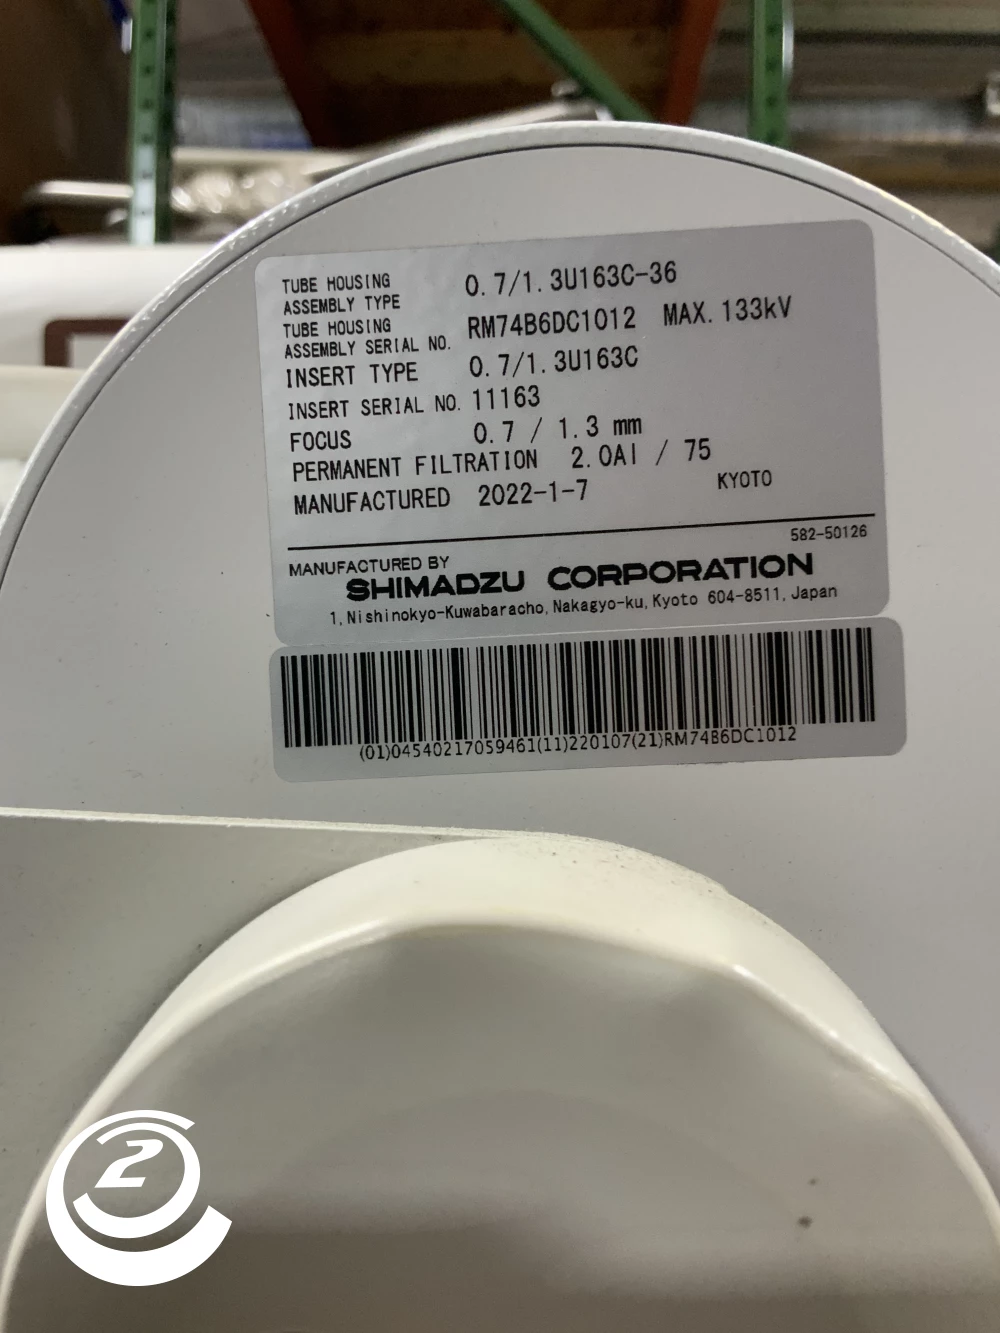 TUBE HOUSING ASSEMBLY TYPE 0.7/1.3U163C-36
TUBE HOUSING ASSEMBLY SERIAL NO. RM74B6DC1012 MAX. 133kV
INSERT TYPE 0.7/1.3U163C
INSERT SERIAL NO. 11163
FOCUS 0.7 / 1.3 mm
PERMANENT FILTRATION 2.0Al / 75
MANUFACTURED 2022-1-7 KYOTO
582-50126
MANUFACTURED BY
SHIMADZU CORPORATION
1, Nishinokyo-Kuwabaracho, Nakagyo-ku, Kyoto 604-8511, Japan
(01)04540217059461(11)220107(21)RM74B6DC1012
2